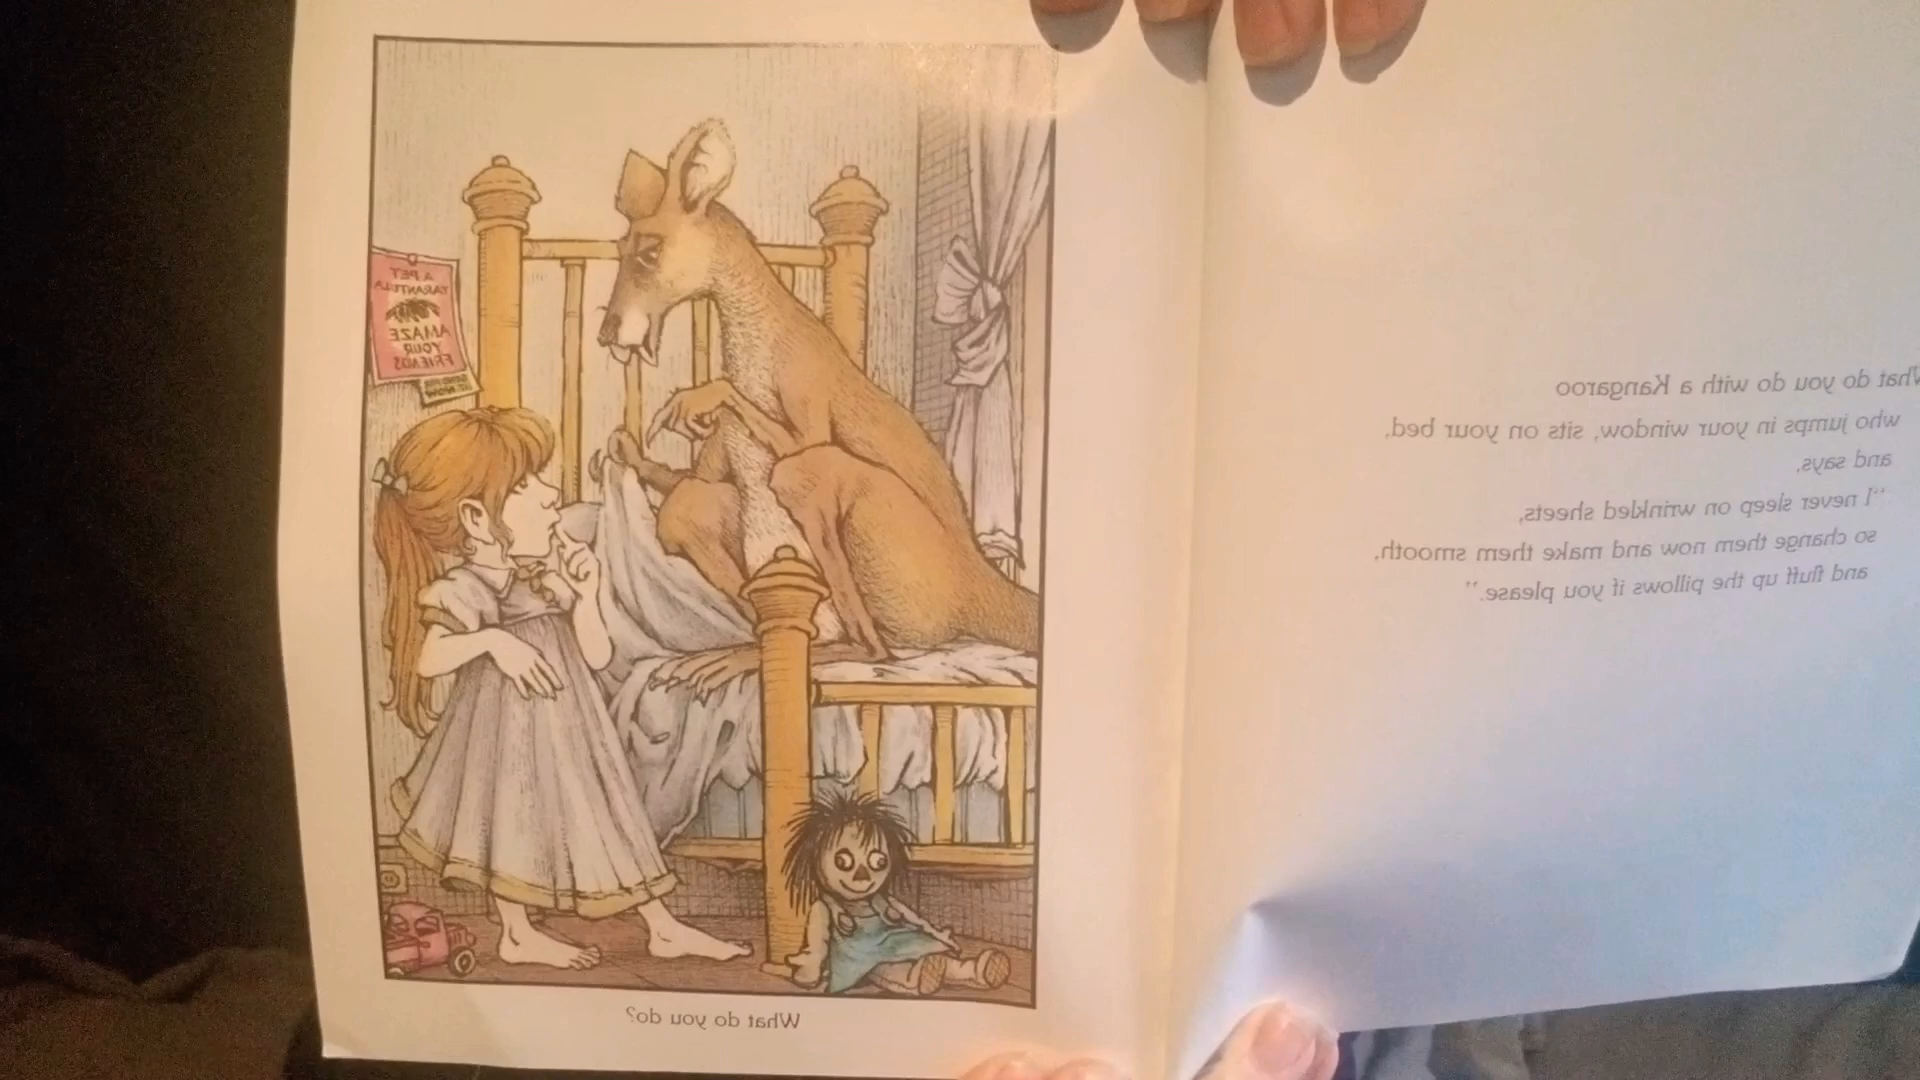 What do you do with a Kangaroo
who jumps in your window, sits on your bed,
and says,
"I never sleep on wrinkled sheets,
so change them now and make them smooth,
and fluff up the pillows if you please."
A PET
TARANTULA
AMAZE
YOUR
FRIENDS
What do you do?